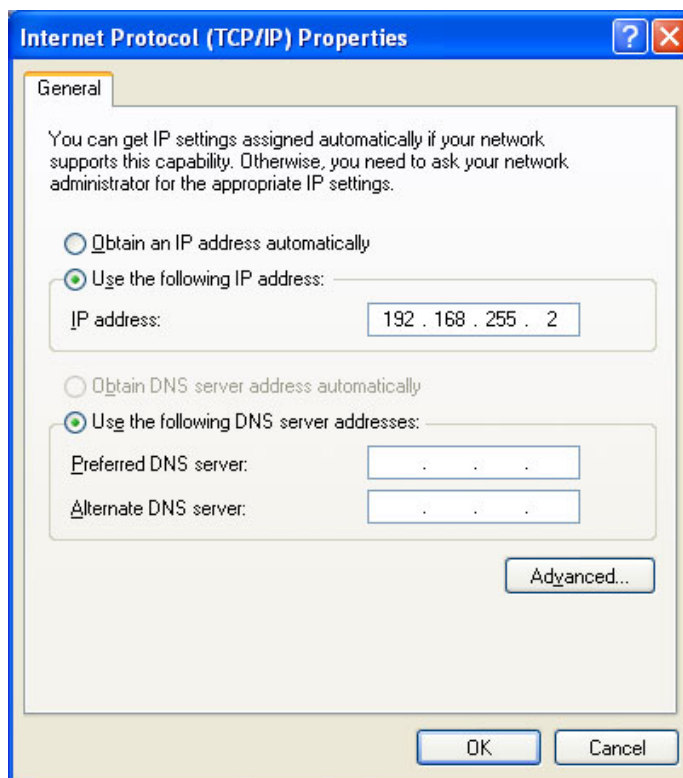 Internet Protocol (TCP/IP) Properties
General
You can get IP settings assigned automatically if your network
supports this capability. Otherwise, you need to ask your network
administrator for the appropriate IP settings.
Obtain an IP address automatically
Use the following IP address:
IP address: 192 . 168 . 255 . 2
Obtain DNS server address automatically
Use the following DNS server addresses:
Preferred DNS server: . . .
Alternate DNS server: . . .
Advanced...
OK Cancel